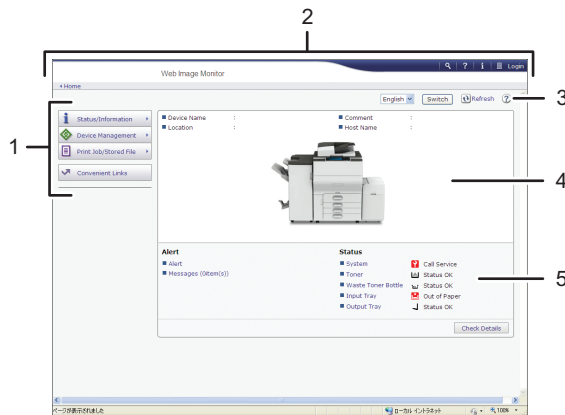 2
Web Image Monitor
? i Login
Home
English Switch Refresh ? 3
1
Status/Information
Device Management
Print Job/Stored File
Convenient Links
Device Name : Comment :
Location : Host Name :
4
Alert Status
Alert System Call Service
Messages (0item(s)) Toner Status OK
Waste Toner Bottle Status OK
5
Input Tray Out of Paper
Output Tray Status OK
Check Details
ページが表示されました ローカル イントラネット 100%